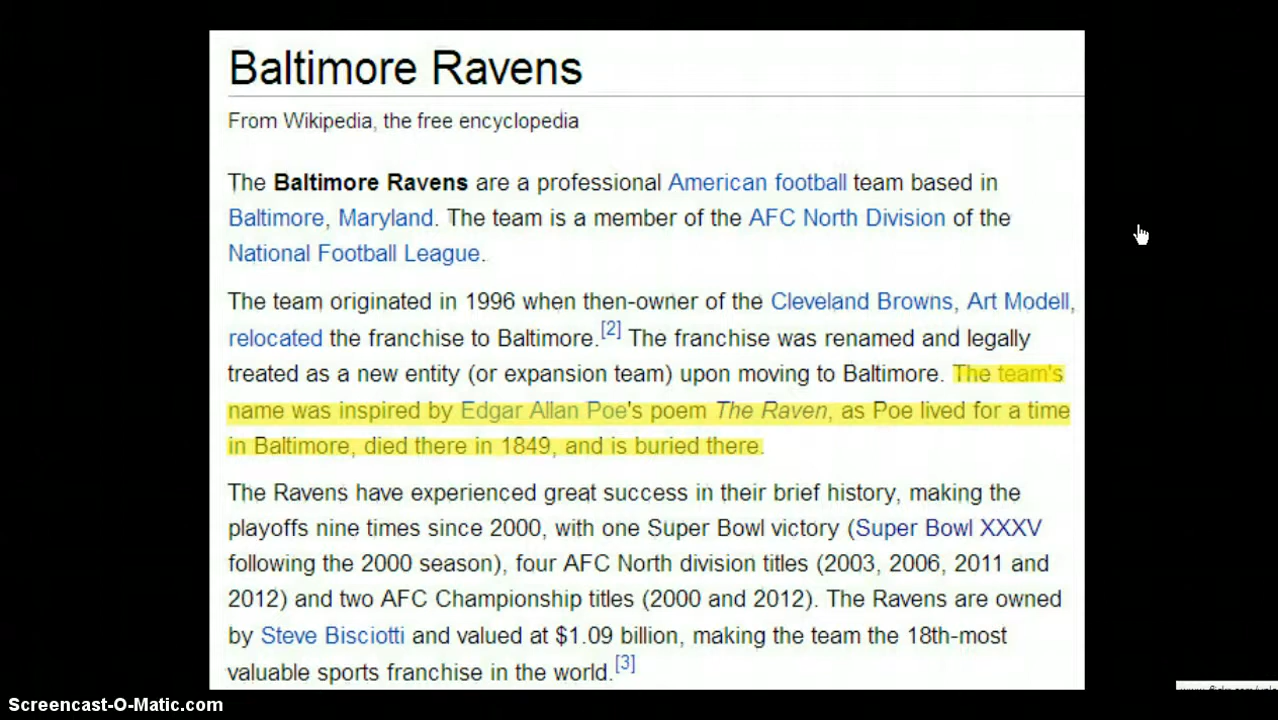 Baltimore Ravens
From Wikipedia, the free encyclopedia
The Baltimore Ravens are a professional American football team based in
Baltimore, Maryland. The team is a member of the AFC North Division of the
National Football League.
The team originated in 1996 when then-owner of the Cleveland Browns, Art Modell,
relocated the franchise to Baltimore.[2] The franchise was renamed and legally
treated as a new entity (or expansion team) upon moving to Baltimore. The team's
name was inspired by Edgar Allan Poe's poem The Raven, as Poe lived for a time
in Baltimore, died there in 1849, and is buried there.
The Ravens have experienced great success in their brief history, making the
playoffs nine times since 2000, with one Super Bowl victory (Super Bowl XXXV
following the 2000 season), four AFC North division titles (2003, 2006, 2011 and
2012) and two AFC Championship titles (2000 and 2012). The Ravens are owned
by Steve Bisciotti and valued at $1.09 billion, making the team the 18th-most
valuable sports franchise in the world.[3]
Screencast-O-Matic.com